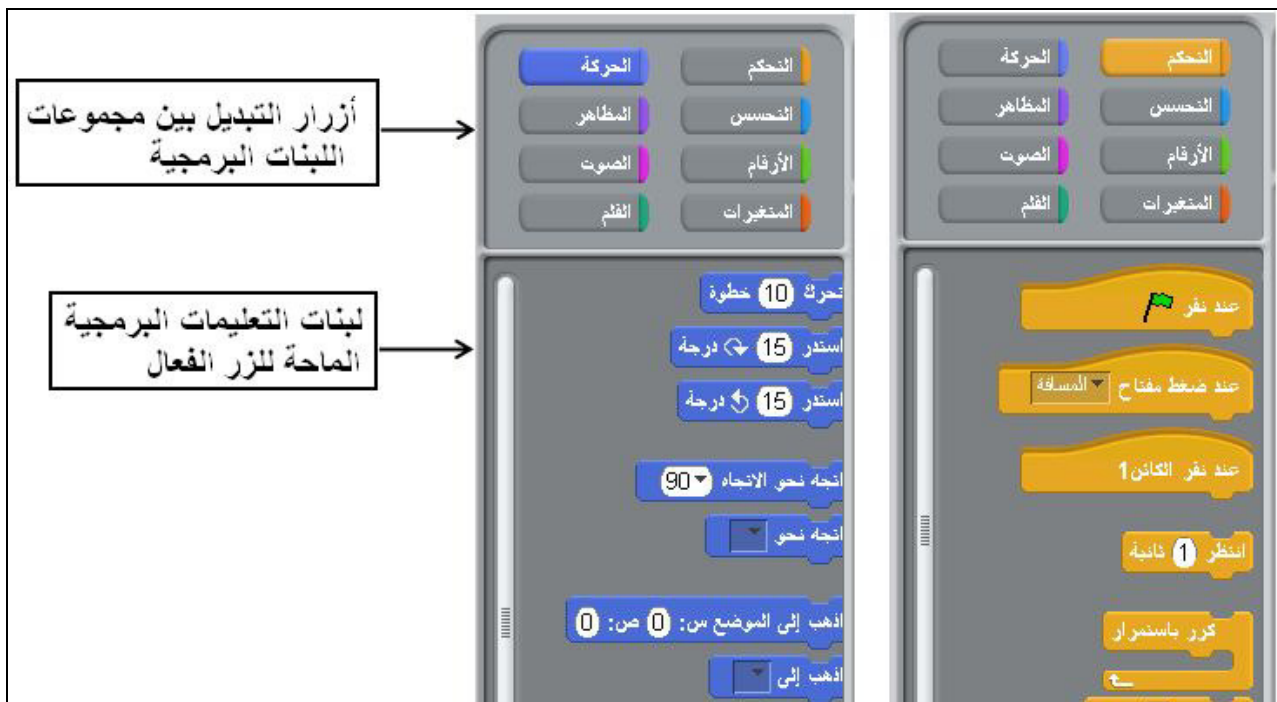 أزرار التبديل بين مجموعات
اللبنات البرمجية
لبنات التعليمات البرمجية
الماحة للزر الفعال
التحكم
الحركة
التحسس
المظاهر
الأرقام
الصوت
المتغيرات
القلم
تحرك 10 خطوة
استدر 15 درجة
استدر 15 درجة
اتجه نحو الاتجاه 90
اتجه نحو
اذهب إلى الموضع س: 0 ص: 0
اذهب إلى
التحكم
الحركة
التحسس
المظاهر
الأرقام
الصوت
المتغيرات
القلم
عند نقر
عند ضغط مفتاح المسافة
عند نقر الكائن1
انتظر 1 ثانية
كرر باستمرار